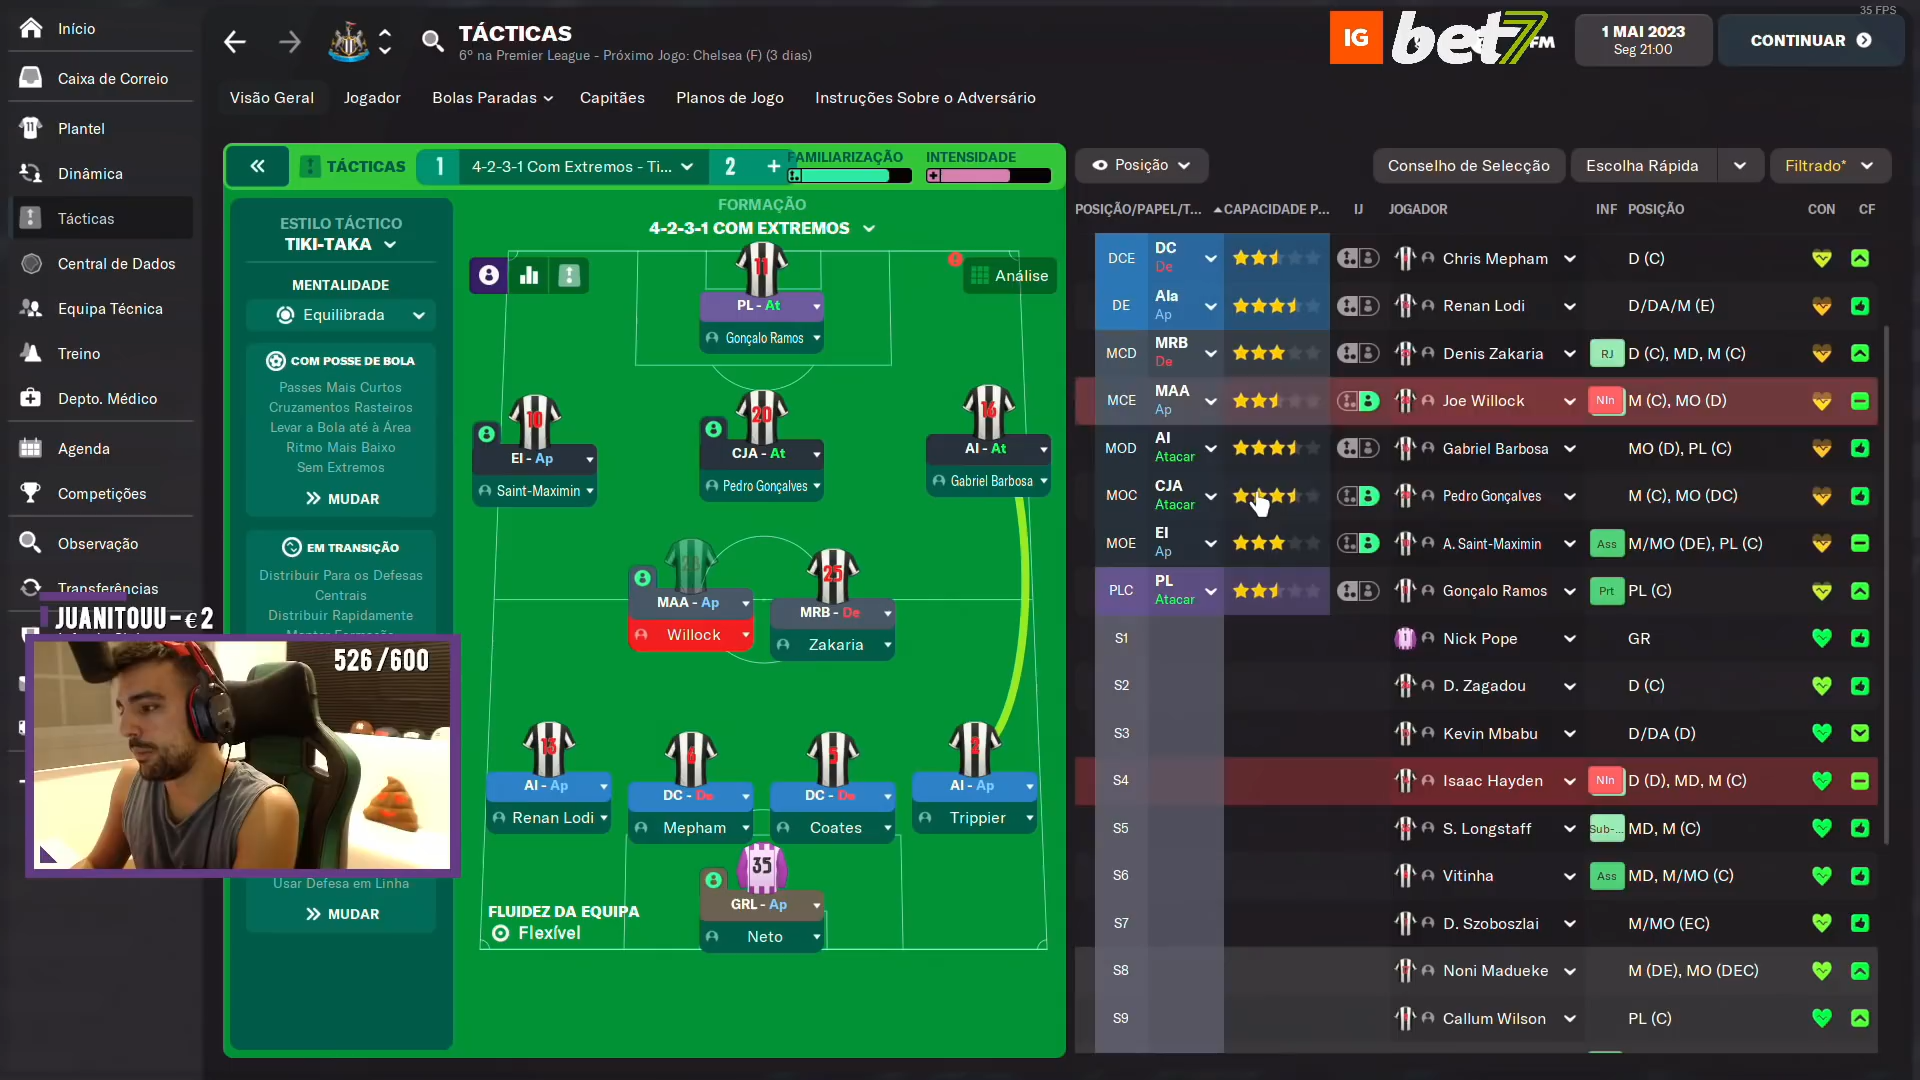 Início
Caixa de Correio
Plantel
Dinâmica
Tácticas
Central de Dados
Equipa Técnica
Treino
Depto. Médico
Agenda
Competições
Observação
Transferências
TÁCTICAS
6º na Premier League - Próximo Jogo: Chelsea (F) (3 dias)
IG
bet7
FM
35 FPS
1 MAI 2023
Seg 21:00
CONTINUAR
Visão Geral
Jogador
Bolas Paradas
Capitães
Planos de Jogo
Instruções Sobre o Adversário
TÁCTICAS
1
4-2-3-1 Com Extremos - Ti...
2
+
FAMILIARIZAÇÃO
INTENSIDADE
ESTILO TÁCTICO
TIKI-TAKA
MENTALIDADE
Equilibrada
COM POSSE DE BOLA
Passes Mais Curtos
Cruzamentos Rasteiros
Levar a Bola até à Área
Ritmo Mais Baixo
Sem Extremos
MUDAR
EM TRANSIÇÃO
Distribuir Para os Defesas
Centrais
Distribuir Rapidamente
Usar Defesa em Linha
MUDAR
JUANITOUU - €2
526/600
FORMAÇÃO
4-2-3-1 COM EXTREMOS
Análise
11
PL - At
Gonçalo Ramos
10
EI - Ap
Saint-Maximin
20
CJA - At
Pedro Gonçalves
16
AI - At
Gabriel Barbosa
MAA - Ap
Willock
25
MRB - De
Zakaria
13
AI - Ap
Renan Lodi
6
DC - De
Mepham
5
DC - De
Coates
2
AI - Ap
Trippier
35
GRL - Ap
Neto
FLUIDEZ DA EQUIPA
Flexível
Posição
Conselho de Selecção
Escolha Rápida
Filtrado*
POSIÇÃO/PAPEL/T... CAPACIDADE P... IJ JOGADOR INF POSIÇÃO CON CF
DCE DC De Chris Mepham D (C)
DE Ala Ap Renan Lodi D/DA/M (E)
MCD MRB De Denis Zakaria RJ D (C), MD, M (C)
MCE MAA Ap Joe Willock NIn M (C), MO (D)
MOD AI Atacar Gabriel Barbosa MO (D), PL (C)
MOC CJA Atacar Pedro Gonçalves M (C), MO (DC)
MOE EI Ap A. Saint-Maximin Ass M/MO (DE), PL (C)
PLC PL Atacar Gonçalo Ramos Prt PL (C)
S1 Nick Pope GR
S2 D. Zagadou D (C)
S3 Kevin Mbabu D/DA (D)
S4 Isaac Hayden NIn D (D), MD, M (C)
S5 S. Longstaff Sub-... MD, M (C)
S6 Vitinha Ass MD, M/MO (C)
S7 D. Szoboszlai M/MO (EC)
S8 Noni Madueke M (DE), MO (DEC)
S9 Callum Wilson PL (C)